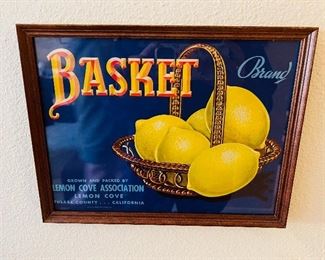 BASKET
Brand
GROWN AND PACKED BY
LEMON COVE ASSOCIATION
LEMON COVE
TULARE COUNTY . . . CALIFORNIA